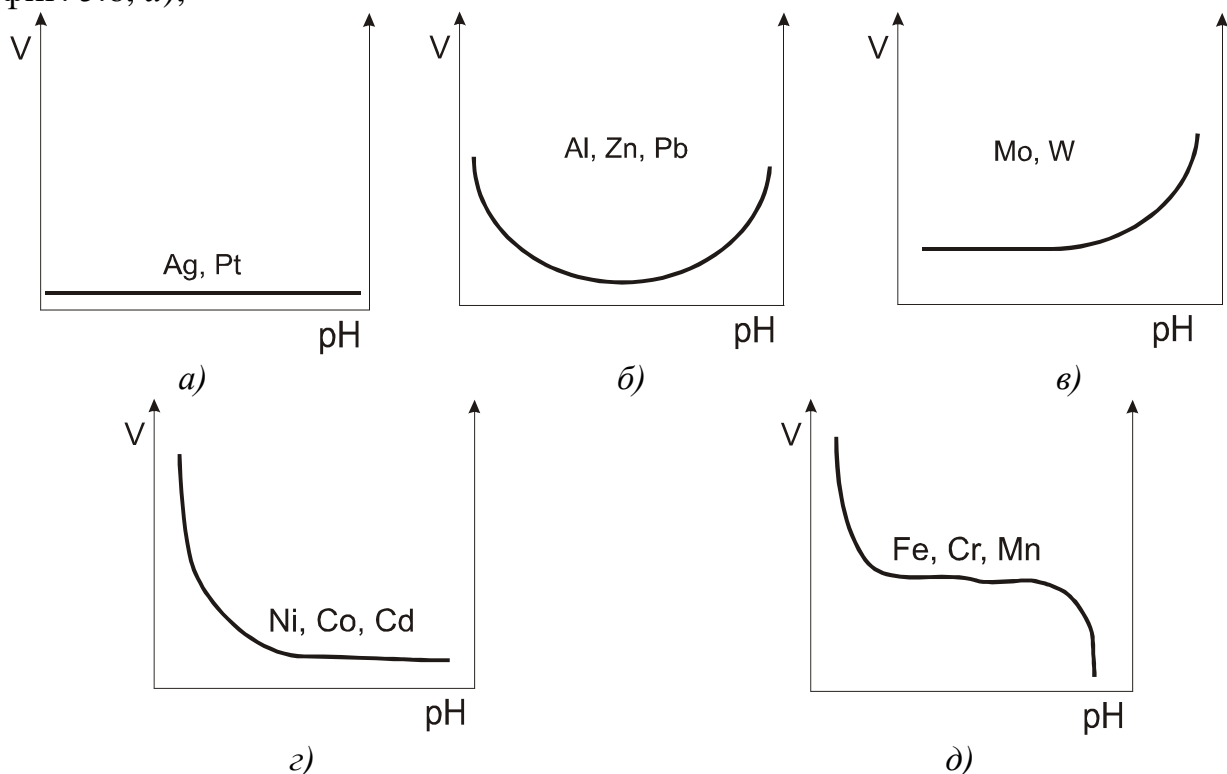 V V V
Al, Zn, Pb
Mo, W
Ag, Pt
pH pH pH
а) б) в)
V V
Fe, Cr, Mn
Ni, Co, Cd
pH pH
г) д)